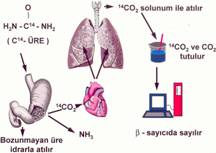 O
H₂N - C¹⁴ - NH₂
( C¹⁴- ÜRE )
¹⁴CO₂ solunum ile atılır
¹⁴CO₂ ve CO₂
tutulur
¹⁴CO₂
NH₃
Bozunmayan üre
idrarla atılır
β - sayıcıda sayılır